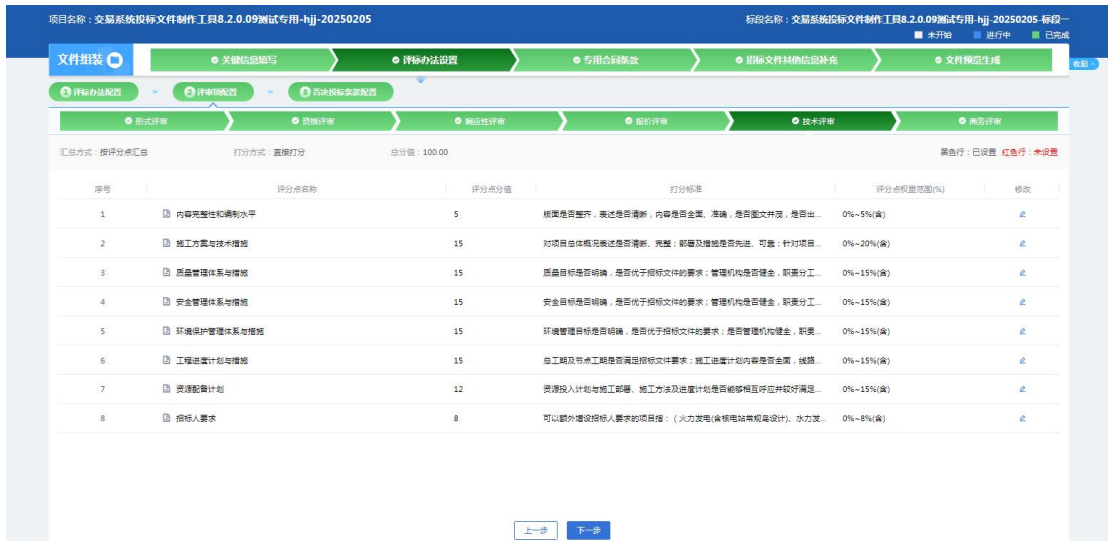 项目名称：交易系统投标文件制作工具8.2.0.09测试专用-hjj-20250205 标段名称：交易系统投标文件制作工具8.2.0.09测试专用-hjj-20250205-标段一
未开始 进行中 已完成
文件组装 关键信息填写 评标办法设置 专用合同条款 招标文件其他信息补充 文件预览生成 收起
1 评标办法配置 2 评审项配置 3 否决投标条款配置
形式评审 资格评审 响应性评审 报价评审 技术评审 商务评审
汇总方式：按评分点汇总 打分方式：直接打分 总分值：100.00 黑色行：已设置 红色行：未设置
序号 评分点名称 评分点分值 打分标准 评分点权重范围(%) 修改
1 内容完整性和编制水平 5 版面是否整齐，表述是否清晰，内容是否全面、准确，是否图文并茂，是否出... 0%~5%(含)
2 施工方案与技术措施 15 对项目总体概况表述是否清晰、完整；部署及措施是否先进、可靠；针对项目... 0%~20%(含)
3 质量管理体系与措施 15 质量目标是否明确，是否优于招标文件的要求；管理机构是否健全，职责分工... 0%~15%(含)
4 安全管理体系与措施 15 安全目标是否明确，是否优于招标文件的要求；管理机构是否健全，职责分工... 0%~15%(含)
5 环境保护管理体系与措施 15 环境管理目标是否明确，是否优于招标文件的要求；是否管理机构健全，职责... 0%~15%(含)
6 工程进度计划与措施 15 总工期及节点工期是否满足招标文件要求；施工进度计划内容是否全面，线路... 0%~15%(含)
7 资源配备计划 12 资源投入计划与施工部署、施工方法及进度计划是否能够相互呼应并较好满足... 0%~15%(含)
8 招标人要求 8 可以额外增设招标人要求的项目指：（火力发电(含核电站常规岛设计)、水力发... 0%~8%(含)
上一步 下一步